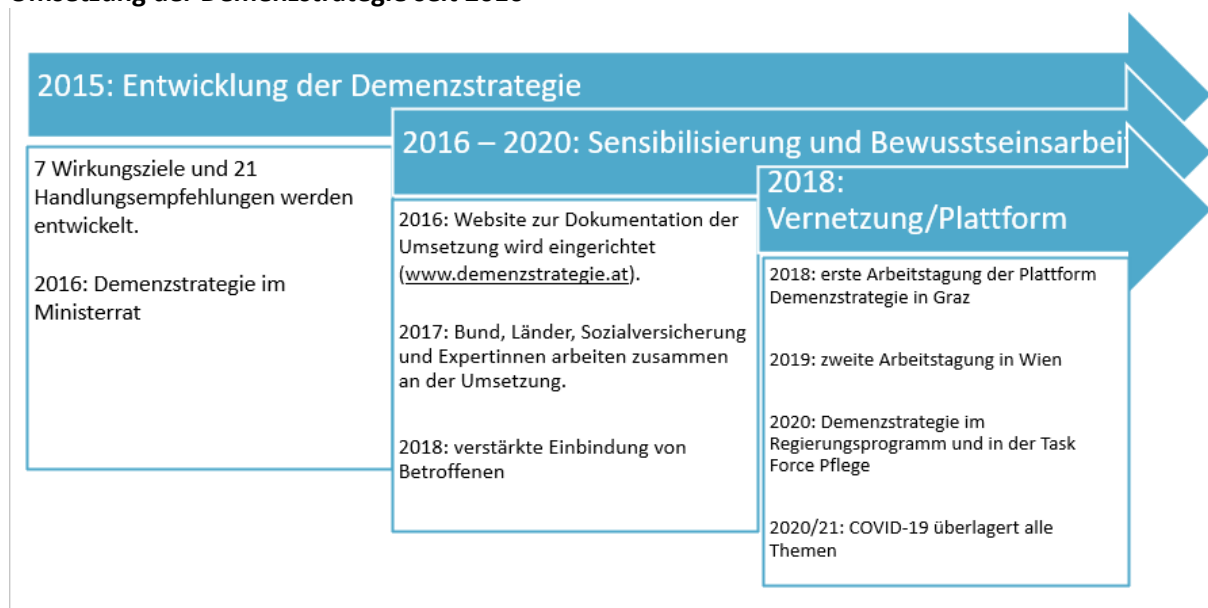 2015: Entwicklung der Demenzstrategie
7 Wirkungsziele und 21
Handlungsempfehlungen werden
entwickelt.
2016: Demenzstrategie im
Ministerrat
2016 – 2020: Sensibilisierung und Bewusstseinsarbei
2016: Website zur Dokumentation der
Umsetzung wird eingerichtet
(www.demenzstrategie.at).
2017: Bund, Länder, Sozialversicherung
und Expertinnen arbeiten zusammen
an der Umsetzung.
2018: verstärkte Einbindung von
Betroffenen
2018:
Vernetzung/Plattform
2018: erste Arbeitstagung der Plattform
Demenzstrategie in Graz
2019: zweite Arbeitstagung in Wien
2020: Demenzstrategie im
Regierungsprogramm und in der Task
Force Pflege
2020/21: COVID-19 überlagert alle
Themen